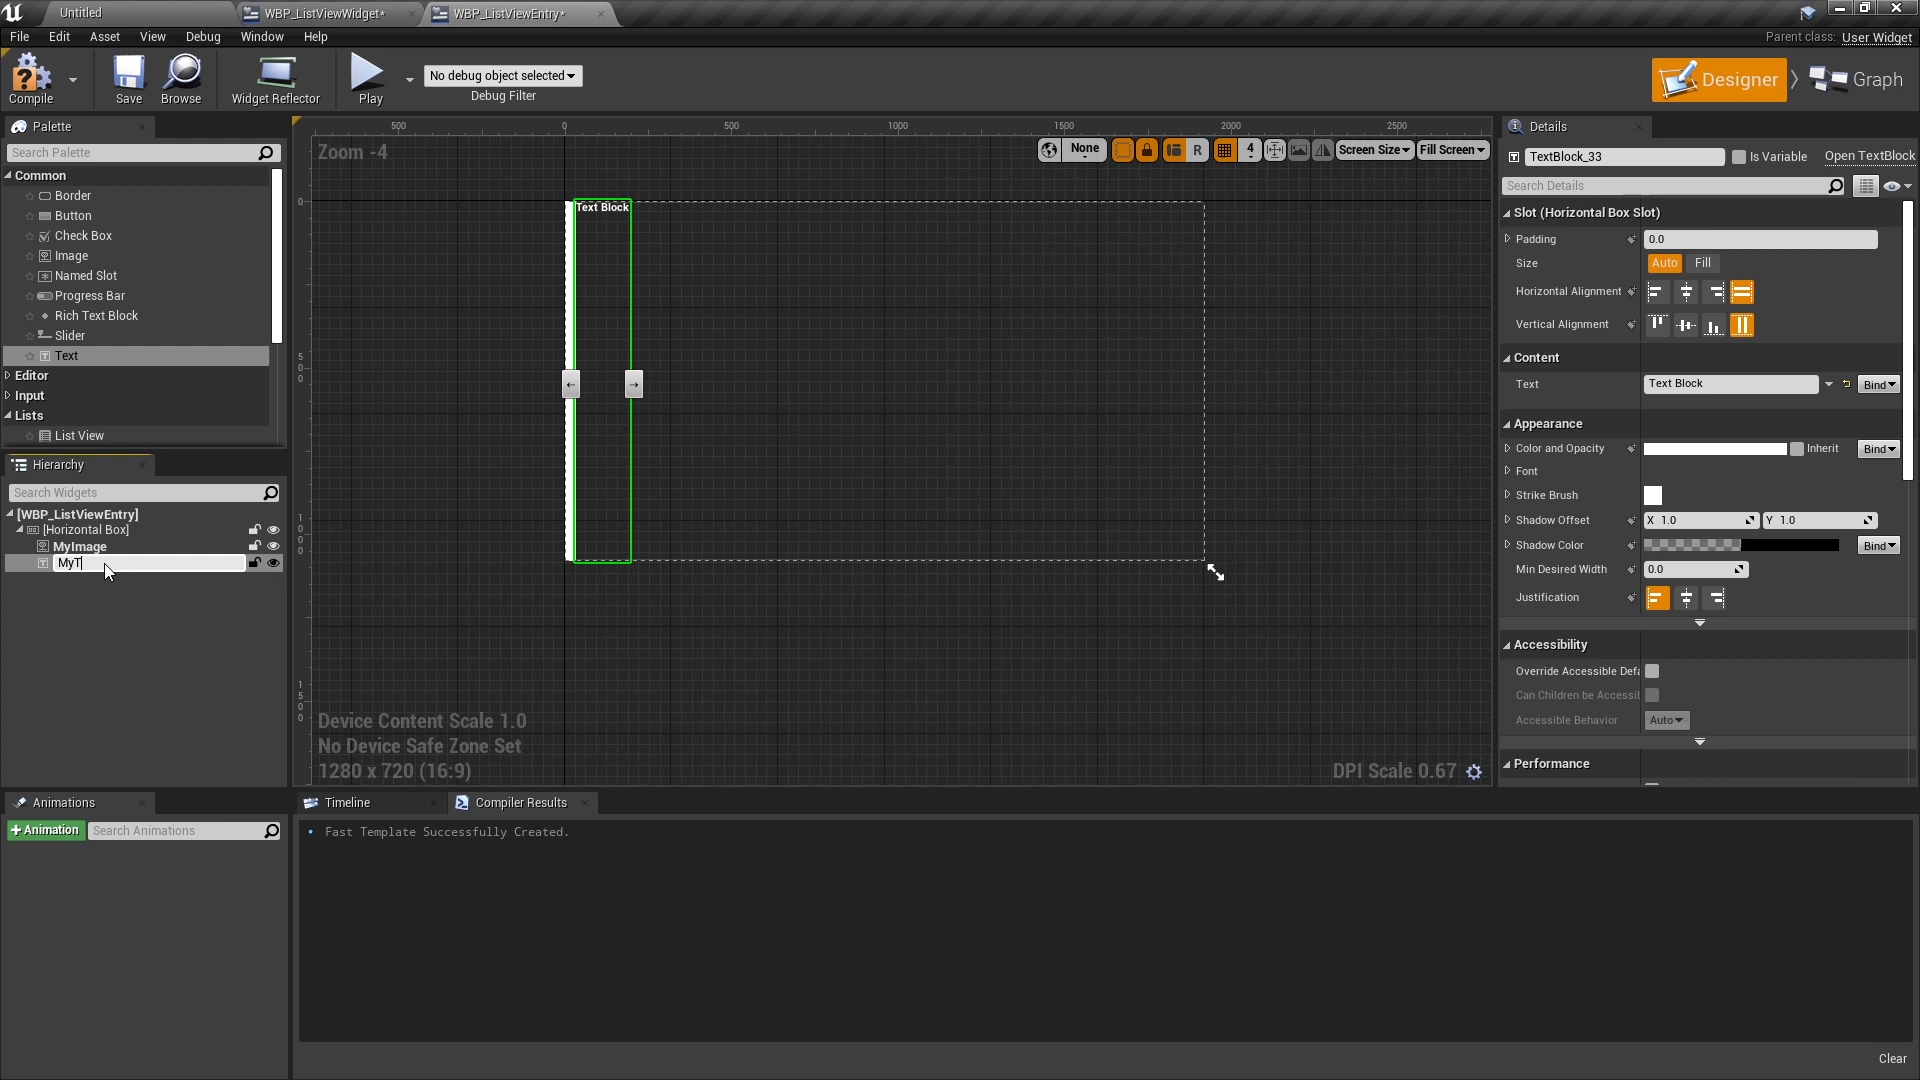 Untitled
WBP_ListViewWidget*
WBP_ListViewEntry*
File Edit Asset View Debug Window Help
Parent class: User Widget
Compile
Save
Browse
Widget Reflector
Play
No debug object selected
Debug Filter
Designer
Graph
Palette
Search Palette
Common
Border
Button
Check Box
Image
Named Slot
Progress Bar
Rich Text Block
Slider
Text
Editor
Input
Lists
List View
Hierarchy
Search Widgets
[WBP_ListViewEntry]
[Horizontal Box]
MyImage
MyT
Animations
+Animation
Search Animations
500 0 500 1000 1500 2000 2500
Zoom -4
None
R
4
Screen Size
Fill Screen
0
500
1000
1500
Text Block
Device Content Scale 1.0
No Device Safe Zone Set
1280 x 720 (16:9)
DPI Scale 0.67
Timeline
Compiler Results
• Fast Template Successfully Created.
Clear
Details
TextBlock_33
Is Variable
Open TextBlock
Search Details
Slot (Horizontal Box Slot)
Padding 0.0
Size Auto Fill
Horizontal Alignment
Vertical Alignment
Content
Text Text Block Bind
Appearance
Color and Opacity Inherit Bind
Font
Strike Brush
Shadow Offset X 1.0 Y 1.0
Shadow Color Bind
Min Desired Width 0.0
Justification
Accessibility
Override Accessible Defa
Can Children be Accessit
Accessible Behavior Auto
Performance